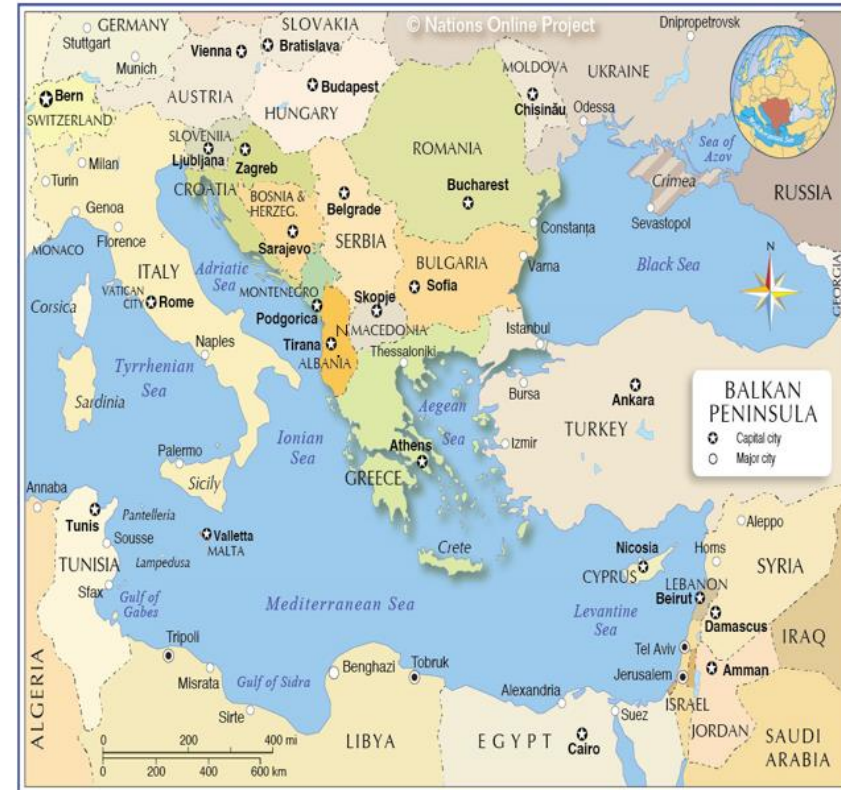 GERMANY
SLOVAKIA
© Nations Online Project
Dnipropetrovsk
Stuttgart
Vienna
Bratislava
Munich
MOLDOVA
UKRAINE
Budapest
Bern
AUSTRIA
HUNGARY
Chisinău
Odessa
SWITZERLAND
SLOVENIIA
Sea of
Azov
Ljubljana
Zagreb
ROMANIA
Milan
Crimea
Turin
CROATIA
BOSNIA &
HERZEG.
Belgrade
Bucharest
RUSSIA
Genoa
Sevastopol
MONACO
Florence
Sarajevo
SERBIA
Constanța
ITALY
Adriatic
Sea
BULGARIA
Varna
Black Sea
N
GEORGIA
Corsica
VATICAN
CITY
Rome
MONTENEGRO
Skopje
Sofia
Podgorica
N.
MACEDONIA
Istanbul
Naples
Tirana
ALBANIA
Thessaloniki
Tyrrhenian
Sea
Bursa
Ankara
BALKAN
PENINSULA
Capital city
Major city
Sardinia
Aegean
Sea
TURKEY
Ionian
Sea
Izmir
Palermo
Athens
Sicily
GREECE
Annaba
Tunis
Pantelleria
Aleppo
Sousse
Valletta
MALTA
Crete
Nicosia
Homs
TUNISIA
Lampedusa
CYPRUS
SYRIA
Sfax
LEBANON
Beirut
Gulf of
Gabes
Mediterranean Sea
Levantine
Sea
Damascus
IRAQ
Tripoli
Tel Aviv
Amman
Misrata
Gulf of Sidra
Benghazi
Tobruk
Jerusalem
Alexandria
Suez
ISRAEL
Sirte
JORDAN
ALGERIA
LIBYA
EGYPT
Cairo
SAUDI
ARABIA
200 400 mi
200 400 600 km